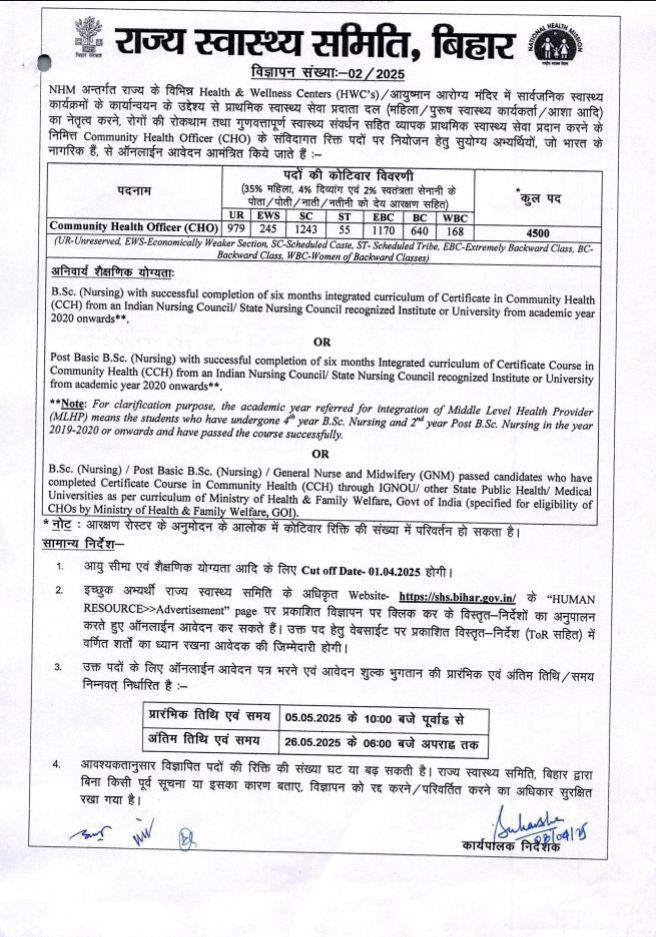 राज्य स्वास्थ्य समिति, बिहार
NATIONAL HEALTH MISSION
विज्ञापन संख्याः–02/2025
NHM अन्तर्गत राज्य के विभिन्न Health & Wellness Centers (HWC's)/आयुष्मान आरोग्य मंदिर में सार्वजनिक स्वास्थ्य
कार्यक्रमों के कार्यान्वयन के उद्देश्य से प्राथमिक स्वास्थ्य सेवा प्रदाता दल (महिला/पुरूष स्वास्थ्य कार्यकर्ता/आशा आदि)
का नेतृत्व करने, रोगों की रोकथाम तथा गुणवत्तापूर्ण स्वास्थ्य संवर्धन सहित व्यापक प्राथमिक स्वास्थ्य सेवा प्रदान करने के
निमित्त Community Health Officer (CHO) के संविदागत रिक्त पदों पर नियोजन हेतु सुयोग्य अभ्यर्थियों, जो भारत के
नागरिक हैं, से ऑनलाईन आवेदन आमंत्रित किये जाते हैं :–
पदनाम
पदों की कोटिवार विवरणी
(35% महिला, 4% दिव्यांग एवं 2% स्वतंत्रता सेनानी के
पोता/पोती/नाती/नतीनी को देय आरक्षण सहित)
*कुल पद
UR EWS SC ST EBC BC WBC
Community Health Officer (CHO) 979 245 1243 55 1170 640 168 4500
(UR-Unreserved, EWS-Economically Weaker Section, SC-Scheduled Caste, ST- Scheduled Tribe, EBC-Extremely Backward Class, BC-
Backward Class, WBC-Women of Backward Classes)
अनिवार्य शैक्षणिक योग्यताः
B.Sc. (Nursing) with successful completion of six months integrated curriculum of Certificate in Community Health
(CCH) from an Indian Nursing Council/ State Nursing Council recognized Institute or University from academic year
2020 onwards**.
OR
Post Basic B.Sc. (Nursing) with successful completion of six months Integrated curriculum of Certificate Course in
Community Health (CCH) from an Indian Nursing Council/ State Nursing Council recognized Institute or University
from academic year 2020 onwards**.
**Note: For clarification purpose, the academic year referred for integration of Middle Level Health Provider
(MLHP) means the students who have undergone 4th year B.Sc. Nursing and 2nd year Post B.Sc. Nursing in the year
2019-2020 or onwards and have passed the course successfully.
OR
B.Sc. (Nursing) / Post Basic B.Sc. (Nursing) / General Nurse and Midwifery (GNM) passed candidates who have
completed Certificate Course in Community Health (CCH) through IGNOU/ other State Public Health/ Medical
Universities as per curriculum of Ministry of Health & Family Welfare, Govt of India (specified for eligibility of
CHOs by Ministry of Health & Family Welfare, GOI).
* नोट : आरक्षण रोस्टर के अनुमोदन के आलोक में कोटिवार रिक्ति की संख्या में परिवर्तन हो सकता है।
सामान्य निर्देश–
1. आयु सीमा एवं शैक्षणिक योग्यता आदि के लिए Cut off Date- 01.04.2025 होगी।
2. इच्छुक अभ्यर्थी राज्य स्वास्थ्य समिति के अधिकृत Website- https://shs.bihar.gov.in/ के "HUMAN
RESOURCE>>Advertisement" page पर प्रकाशित विज्ञापन पर क्लिक कर के विस्तृत–निर्देशों का अनुपालन
करते हुए ऑनलाईन आवेदन कर सकते हैं। उक्त पद हेतु वेबसाईट पर प्रकाशित विस्तृत–निर्देश (ToR सहित) में
वर्णित शर्तों का ध्यान रखना आवेदक की जिम्मेदारी होगी।
3. उक्त पदों के लिए ऑनलाईन आवेदन पत्र भरने एवं आवेदन शुल्क भुगतान की प्रारंभिक एवं अंतिम तिथि/समय
निम्नवत् निर्धारित है :–
प्रारंभिक तिथि एवं समय 05.05.2025 के 10:00 बजे पूर्वाह्न से
अंतिम तिथि एवं समय 26.05.2025 के 06:00 बजे अपराह्न तक
4. आवश्यकतानुसार विज्ञापित पदों की रिक्ति की संख्या घट या बढ़ सकती है। राज्य स्वास्थ्य समिति, बिहार द्वारा
बिना किसी पूर्व सूचना या इसका कारण बताए, विज्ञापन को रद्द करने/परिवर्तित करने का अधिकार सुरक्षित
रखा गया है।
कार्यपालक निदेशक